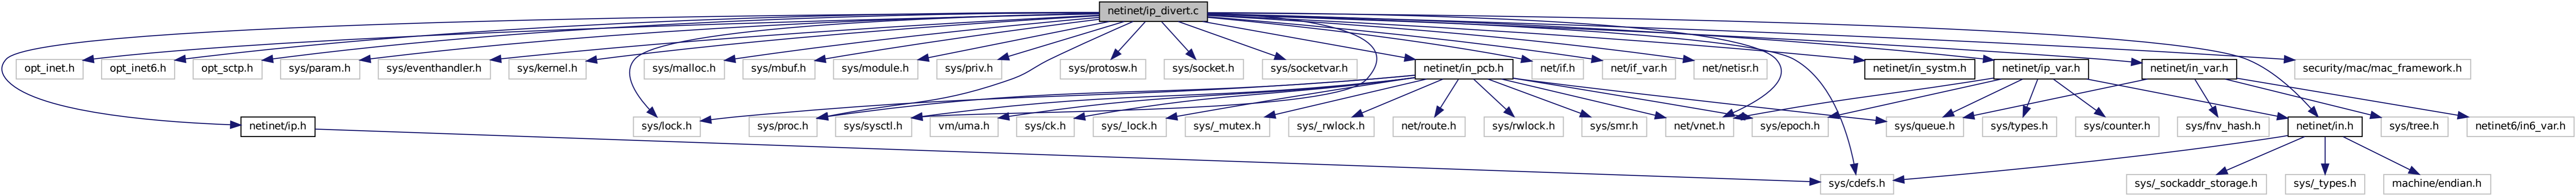 netinet/ip_divert.c
opt_inet.h
opt_inet6.h
opt_sctp.h
sys/param.h
sys/eventhandler.h
sys/kernel.h
sys/malloc.h
sys/mbuf.h
sys/module.h
sys/priv.h
sys/protosw.h
sys/socket.h
sys/socketvar.h
netinet/in_pcb.h
net/if.h
net/if_var.h
net/netisr.h
netinet/in_systm.h
netinet/ip_var.h
netinet/in_var.h
security/mac/mac_framework.h
netinet/ip.h
sys/lock.h
sys/proc.h
sys/sysctl.h
vm/uma.h
sys/ck.h
sys/_lock.h
sys/_mutex.h
sys/_rwlock.h
net/route.h
sys/rwlock.h
sys/smr.h
net/vnet.h
sys/epoch.h
sys/queue.h
sys/types.h
sys/counter.h
sys/fnv_hash.h
netinet/in.h
sys/tree.h
netinet6/in6_var.h
sys/cdefs.h
sys/_sockaddr_storage.h
sys/_types.h
machine/endian.h